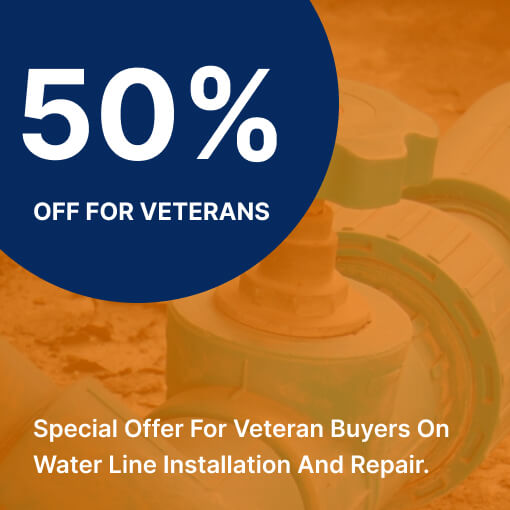 50%
OFF FOR VETERANS
Special Offer For Veteran Buyers On
Water Line Installation And Repair.